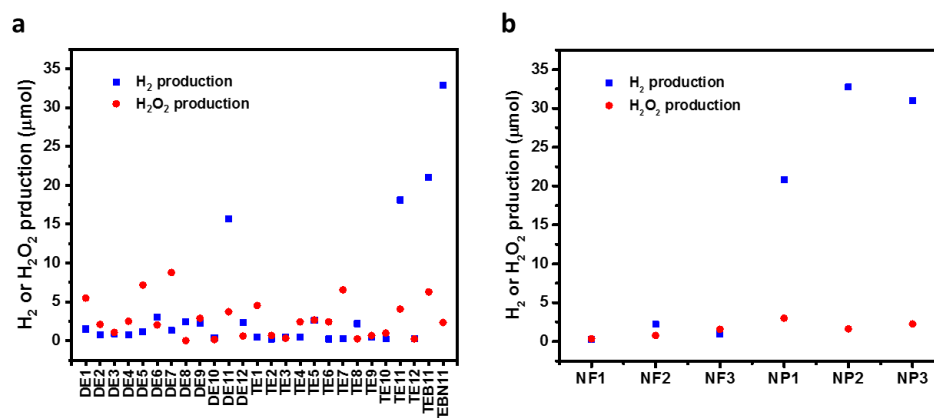 a
H₂ or H₂O₂ prduction (μmol)
35
30
25
20
15
10
5
0
H₂ production
H₂O₂ production
DE1
DE2
DE3
DE4
DE5
DE6
DE7
DE8
DE9
DE10
DE11
DE12
TE1
TE2
TE3
TE4
TE5
TE6
TE7
TE8
TE9
TE10
TE11
TE12
TEB11
TEBN11
b
H₂ or H₂O₂ prduction (μmol)
35
30
25
20
15
10
5
0
H₂ production
H₂O₂ production
NF1 NF2 NF3 NP1 NP2 NP3